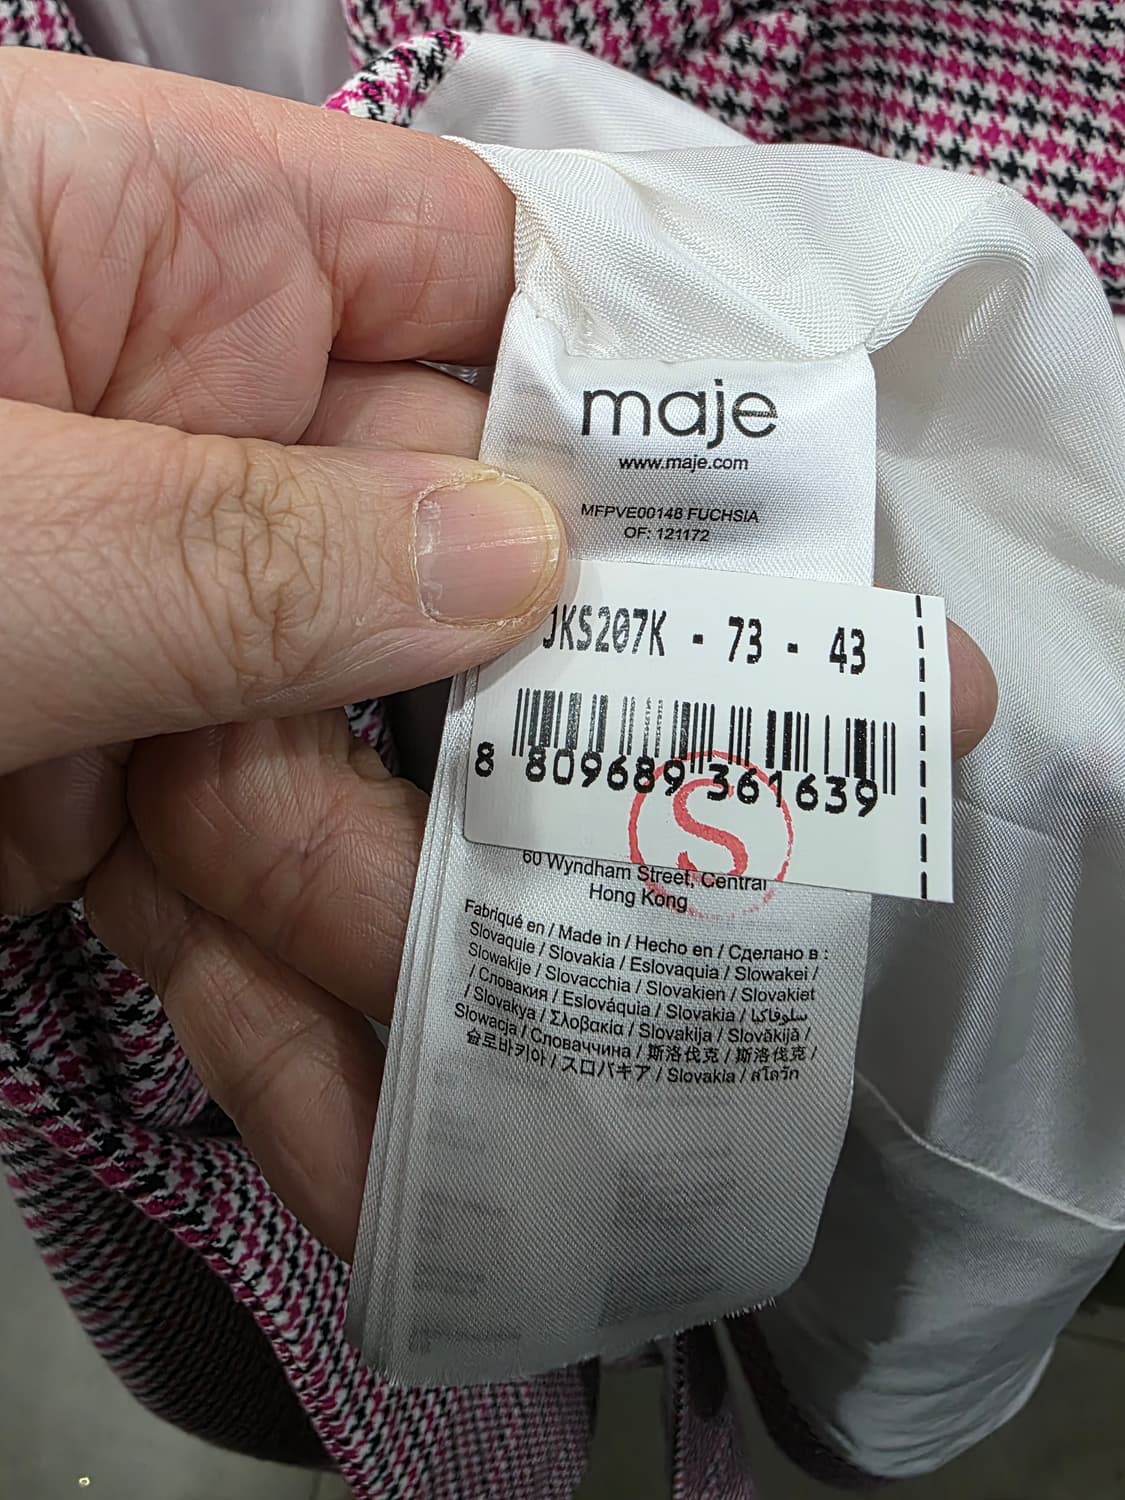 maje
www.maje.com
MFPVE00148 FUCHSIA
OF: 121172
JKS207K - 73 - 43
8 809689 361639
S
60 Wyndham Street, Central
Hong Kong
Fabriqué en / Made in / Hecho en / Сделано в :
Slovaquie / Slovakia / Eslovaquia / Slowakei /
Slowakije / Slovacchia / Slovakien / Slovakiet
/ Словакия / Eslováquia / Slovakia / سلوفاكيا
/ Slovakya / Σλοβακία / Slovakija / Slovākijā /
Slowacja / Словаччина / 斯洛伐克 / 斯洛伐克 /
슬로바키아 / スロバキア / Slovakia / สโลวัก